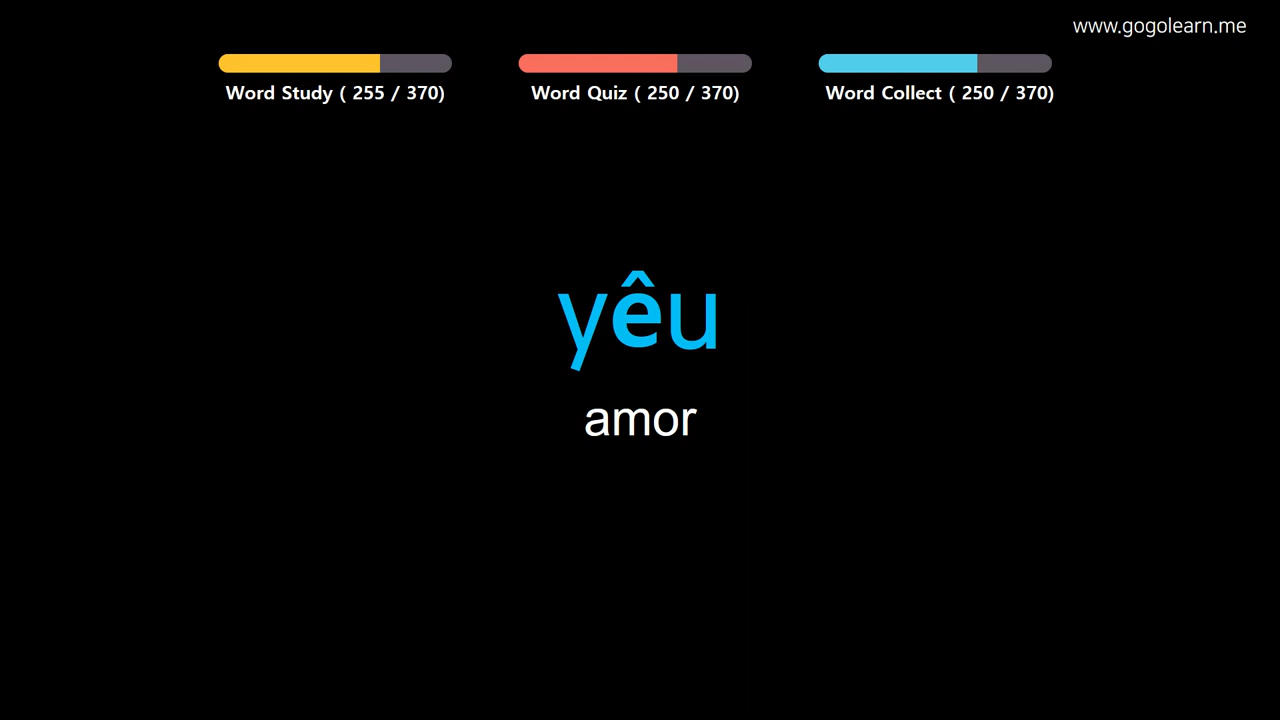 www.gogolearn.me
Word Study ( 255 / 370)
Word Quiz ( 250 / 370)
Word Collect ( 250 / 370)
yêu
amor